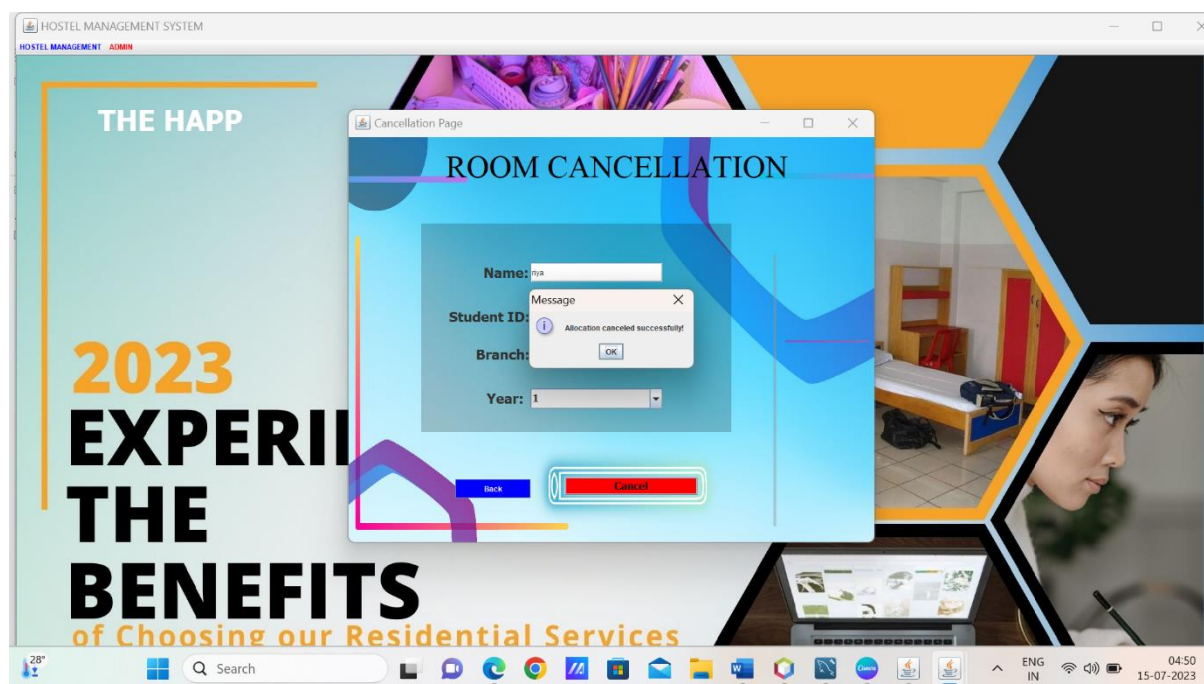 HOSTEL MANAGEMENT SYSTEM
HOSTEL MANAGEMENT ADMIN
THE HAPP
Cancellation Page
ROOM CANCELLATION
Name:
Message
Student ID:
Allocation canceled successfully!
Branch:
OK
Year: 1
Back
Cancel
2023
EXPERI
THE
BENEFITS
of Choosing our Residential Services
28°
Search
ENG
IN
04:50
15-07-2023